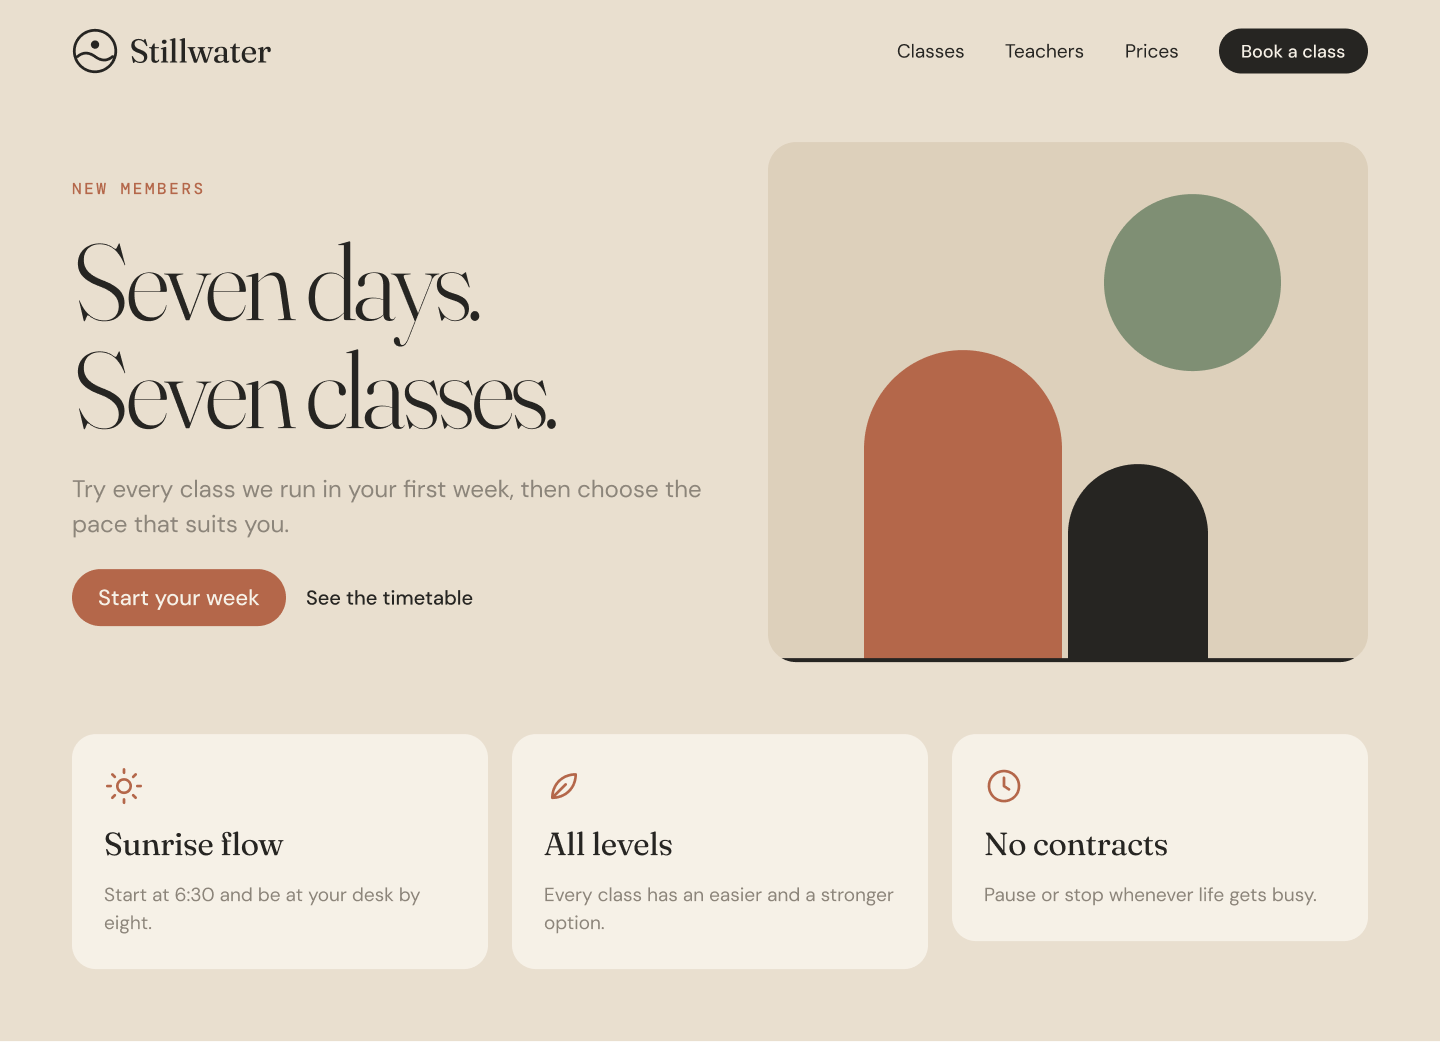 Stillwater
Classes
Teachers
Prices
Book a class
NEW MEMBERS
Seven days.
Seven classes.
Try every class we run in your first week, then choose the
pace that suits you.
Start your week
See the timetable
Sunrise flow
Start at 6:30 and be at your desk by
eight.
All levels
Every class has an easier and a stronger
option.
No contracts
Pause or stop whenever life gets busy.